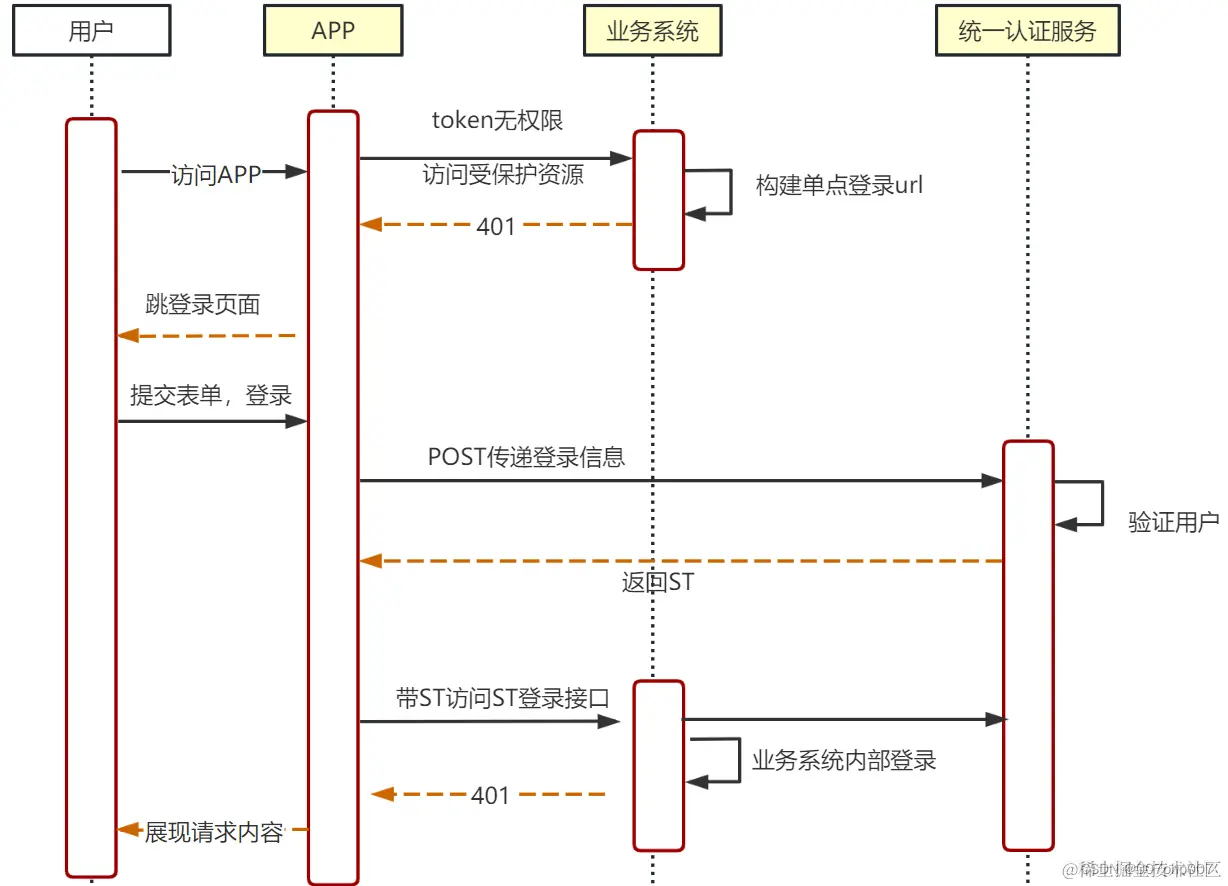 用户
APP
业务系统
统一认证服务
token无权限
访问APP
访问受保护资源
构建单点登录url
401
跳登录页面
提交表单，登录
POST传递登录信息
验证用户
返回ST
带ST访问ST登录接口
业务系统内部登录
401
展现请求内容
@稀土掘金技术社区